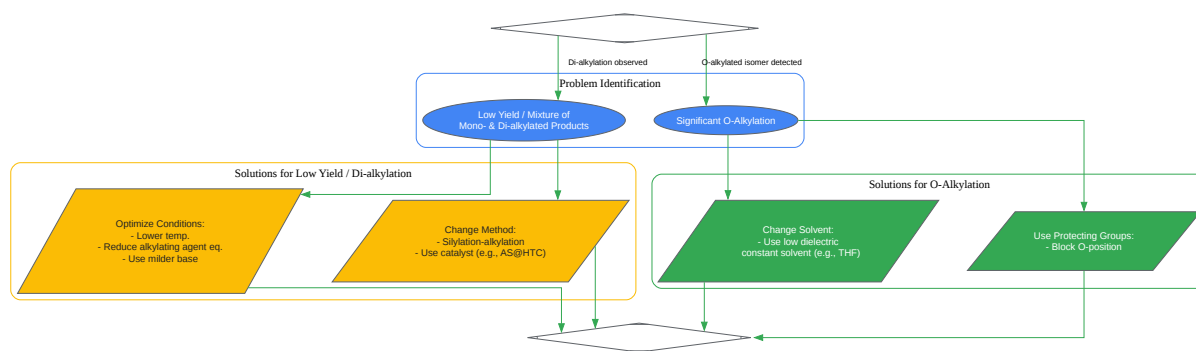 Di-alkylation observed
O-alkylated isomer detected
Problem Identification
Low Yield / Mixture of
Mono- & Di-alkylated Products
Significant O-Alkylation
Solutions for Low Yield / Di-alkylation
Optimize Conditions:
- Lower temp.
- Reduce alkylating agent eq.
- Use milder base
Change Method:
- Silylation-alkylation
- Use catalyst (e.g., AS@HTC)
Solutions for O-Alkylation
Change Solvent:
- Use low dielectric
constant solvent (e.g., THF)
Use Protecting Groups:
- Block O-position